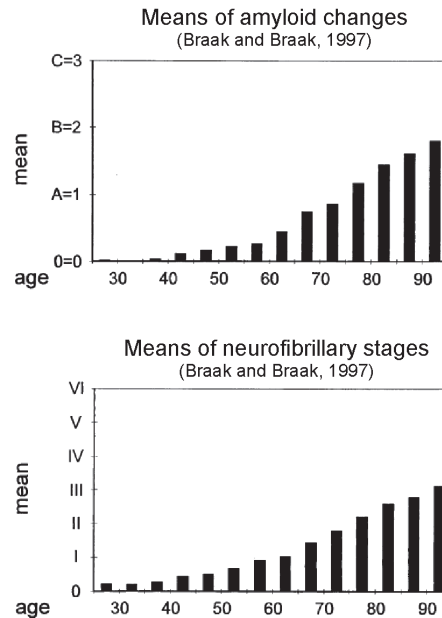 Means of amyloid changes
(Braak and Braak, 1997)
C=3
B=2
A=1
0=0
mean
age 30 40 50 60 70 80 90
Means of neurofibrillary stages
(Braak and Braak, 1997)
VI
V
IV
III
II
I
0
mean
age 30 40 50 60 70 80 90